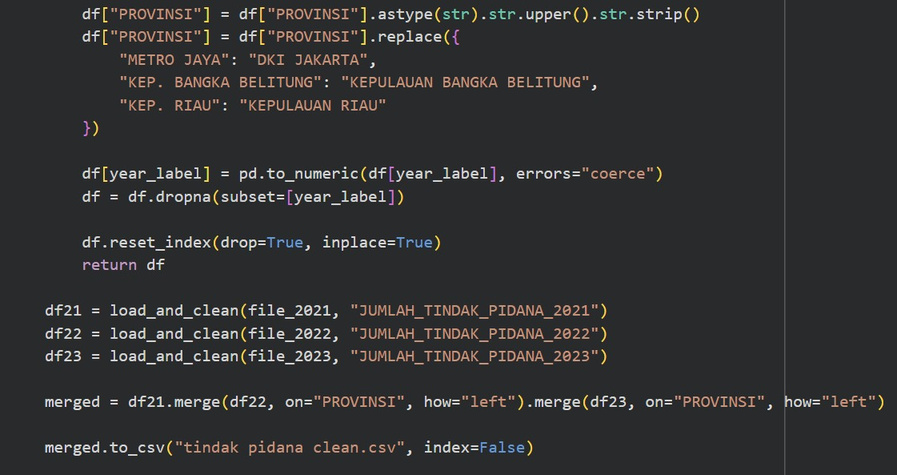 df["PROVINSI"] = df["PROVINSI"].astype(str).str.upper().str.strip()
df["PROVINSI"] = df["PROVINSI"].replace({
"METRO JAYA": "DKI JAKARTA",
"KEP. BANGKA BELITUNG": "KEPULAUAN BANGKA BELITUNG",
"KEP. RIAU": "KEPULAUAN RIAU"
})
df[year_label] = pd.to_numeric(df[year_label], errors="coerce")
df = df.dropna(subset=[year_label])
df.reset_index(drop=True, inplace=True)
return df
df21 = load_and_clean(file_2021, "JUMLAH_TINDAK_PIDANA_2021")
df22 = load_and_clean(file_2022, "JUMLAH_TINDAK_PIDANA_2022")
df23 = load_and_clean(file_2023, "JUMLAH_TINDAK_PIDANA_2023")
merged = df21.merge(df22, on="PROVINSI", how="left").merge(df23, on="PROVINSI", how="left")
merged.to_csv("tindak pidana clean.csv", index=False)